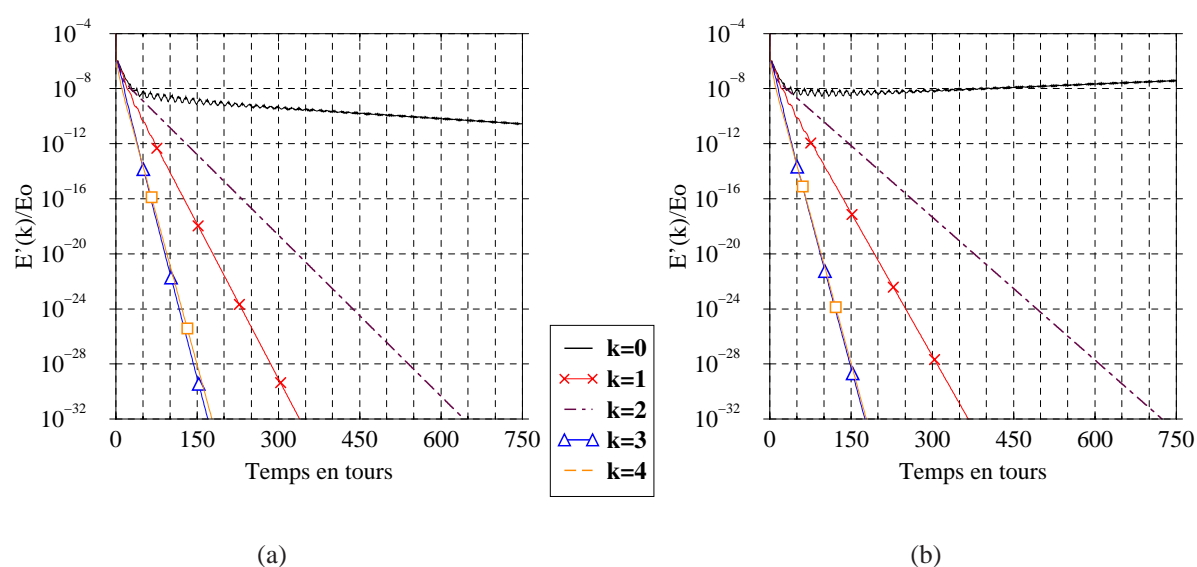 10^-4
10^-8
10^-12
10^-16
10^-20
10^-24
10^-28
10^-32
E'(k)/Eo
0 150 300 450 600 750
Temps en tours
(a)
k=0
k=1
k=2
k=3
k=4
10^-4
10^-8
10^-12
10^-16
10^-20
10^-24
10^-28
10^-32
E'(k)/Eo
0 150 300 450 600 750
Temps en tours
(b)